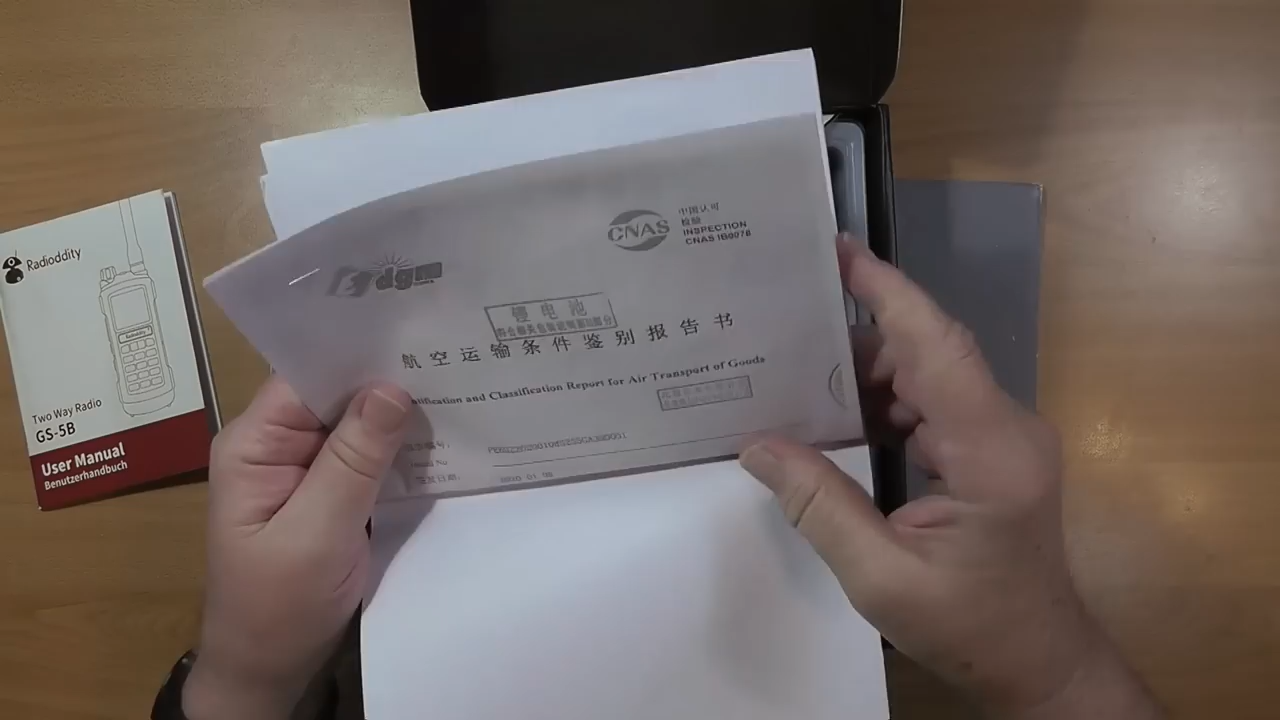 Radioddity
Two Way Radio
GS-5B
User Manual
Benutzerhandbuch
dgm
CNAS
中国认可
检验
INSPECTION
CNAS IB0078
锂电池
航空运输条件鉴别报告书
and Classification Report for Air Transport of Goods